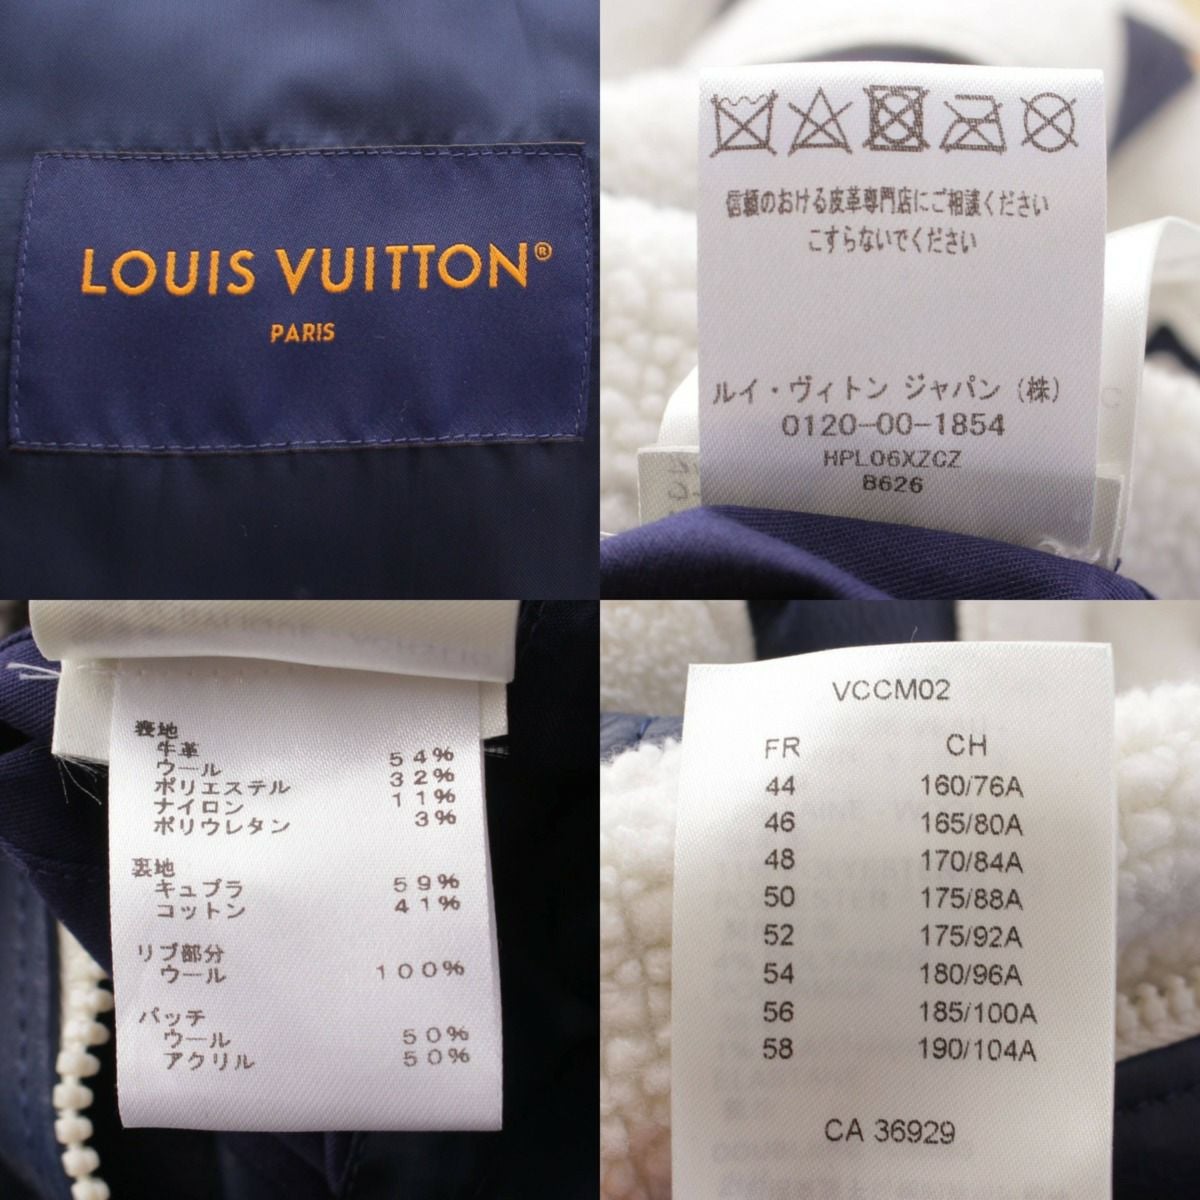 LOUIS VUITTON®
PARIS
信頼のおける皮革専門店にご相談ください
こすらないでください
ルイ・ヴィトン ジャパン (株)
0120-00-1854
HPL06XZCZ
B626
表地
牛革 54%
ウール 32%
ポリエステル 11%
ナイロン 3%
ポリウレタン
裏地
キュプラ 59%
コットン 41%
リブ部分
ウール 100%
パッチ
ウール 50%
アクリル 50%
VCCM02
FR CH
44 160/76A
46 165/80A
48 170/84A
50 175/88A
52 175/92A
54 180/96A
56 185/100A
58 190/104A
CA 36929